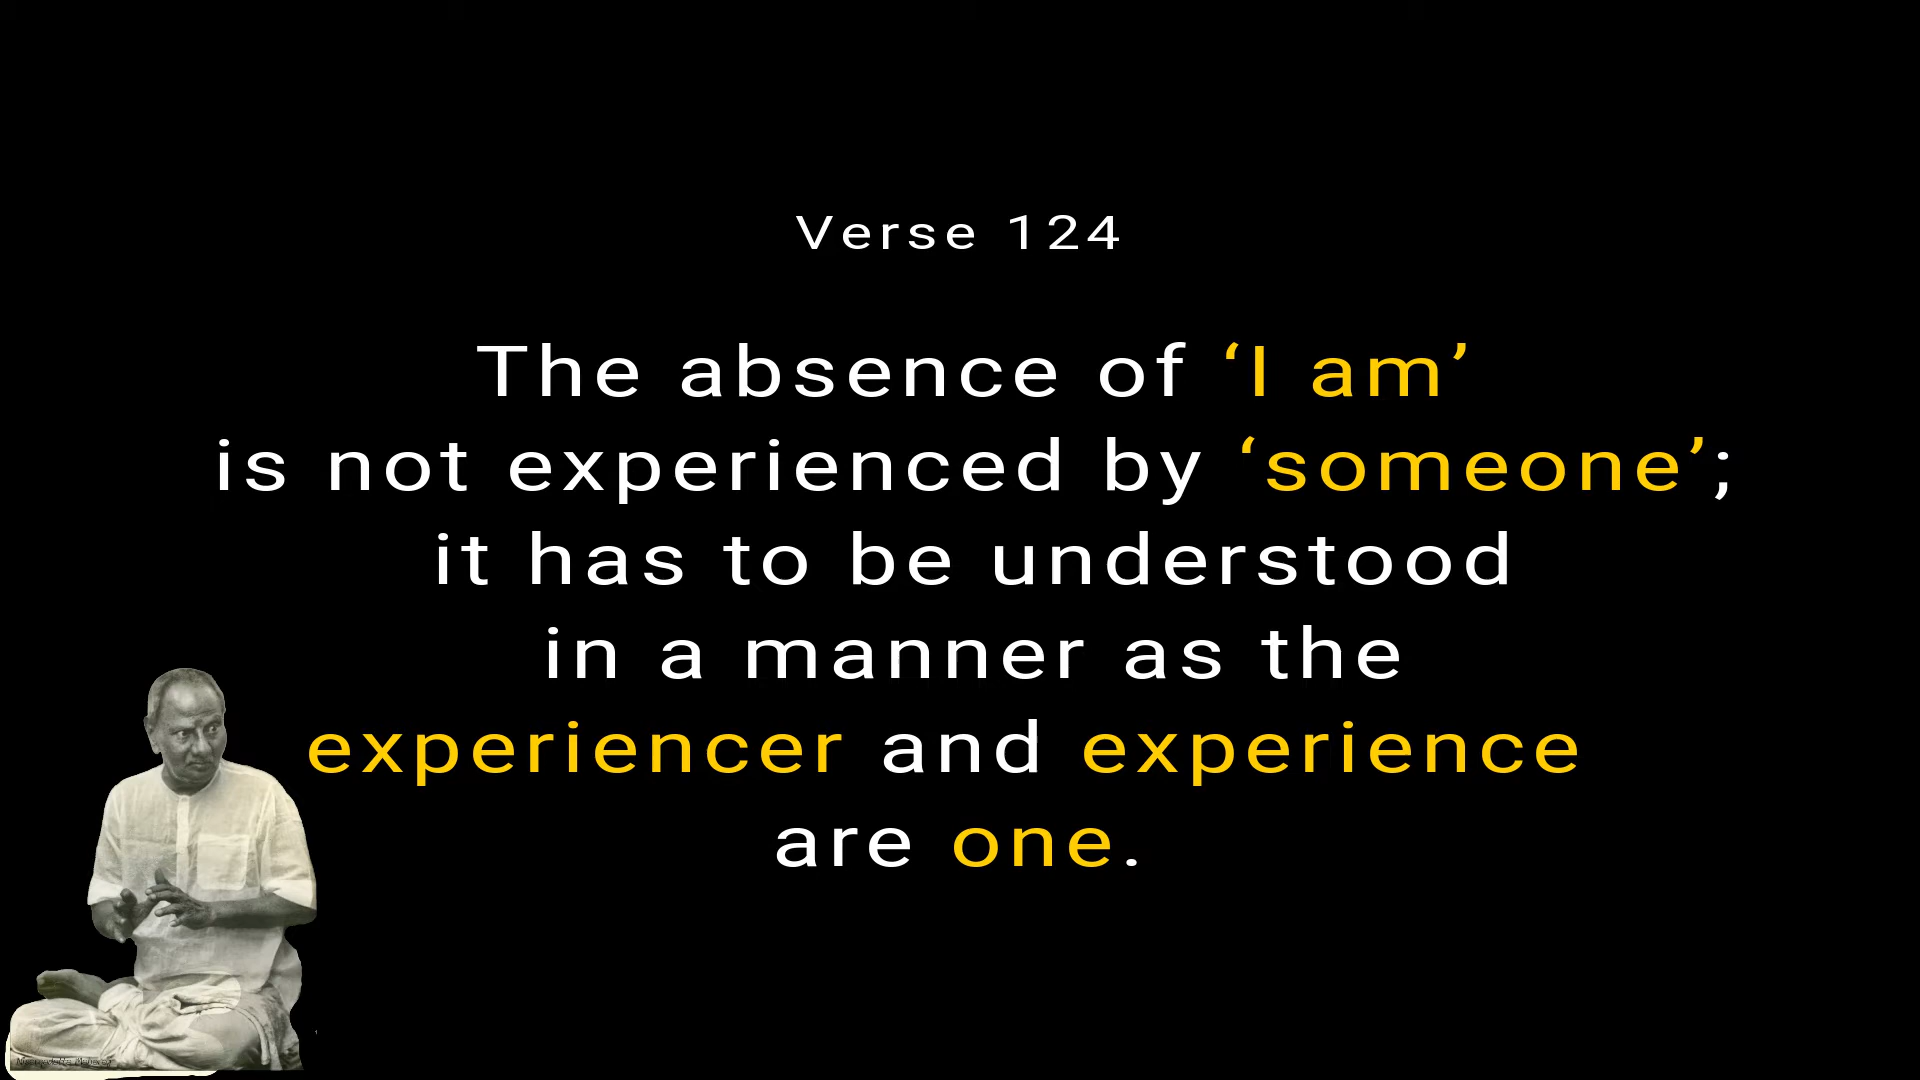 Verse 124
The absence of ‘I am’
is not experienced by ‘someone’;
it has to be understood
in a manner as the
experiencer and experience
are one.